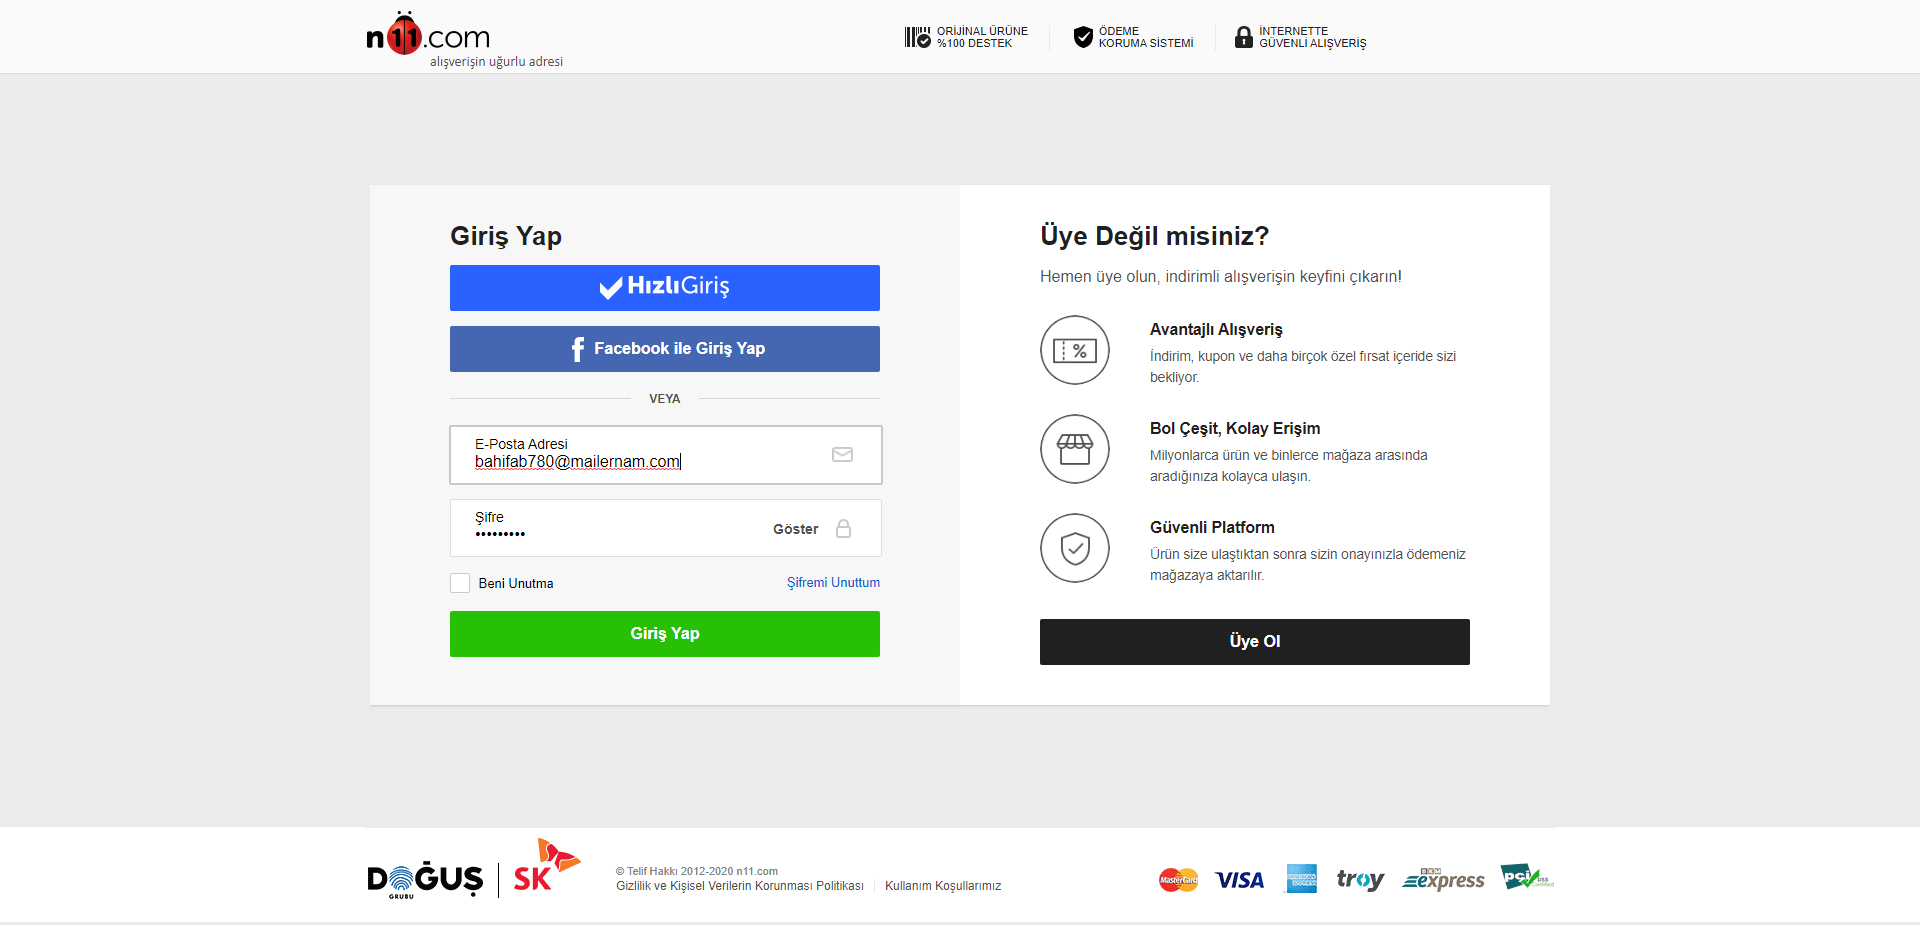 n11.com
alışverişin uğurlu adresi
ORİJİNAL ÜRÜNE
%100 DESTEK
ÖDEME
KORUMA SİSTEMİ
İNTERNETTE
GÜVENLİ ALIŞVERİŞ
Giriş Yap
HızlıGiriş
Facebook ile Giriş Yap
VEYA
E-Posta Adresi
bahifab780@mailernam.com
Şifre
•••••••••
Göster
Beni Unutma
Şifremi Unuttum
Giriş Yap
Üye Değil misiniz?
Hemen üye olun, indirimli alışverişin keyfini çıkarın!
%
Avantajlı Alışveriş
İndirim, kupon ve daha birçok özel fırsat içeride sizi
bekliyor.
Bol Çeşit, Kolay Erişim
Milyonlarca ürün ve binlerce mağaza arasında
aradığınıza kolayca ulaşın.
Güvenli Platform
Ürün size ulaştıktan sonra sizin onayınızla ödemeniz
mağazaya aktarılır.
Üye Ol
DOĞUŞ
GRUBU
SK
© Telif Hakkı 2012-2020 n11.com
Gizlilik ve Kişisel Verilerin Korunması Politikası
Kullanım Koşullarımız
MasterCard
VISA
AMERICAN EXPRESS
troy
BKM
express
PCI DSS
Certified